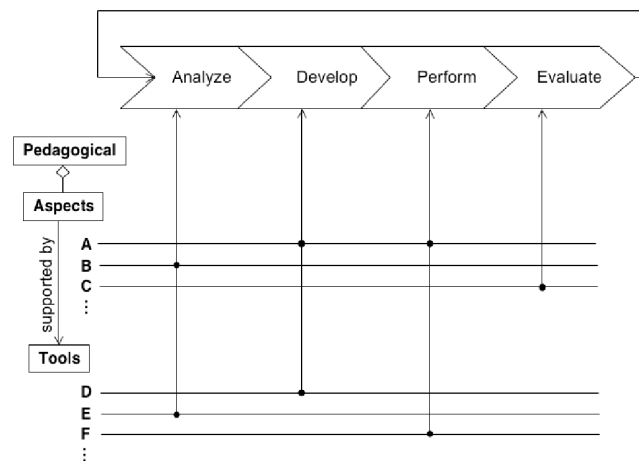 Analyze Develop Perform Evaluate
Pedagogical
Aspects
supported by
A
B
C
⋮
Tools
D
E
F
⋮